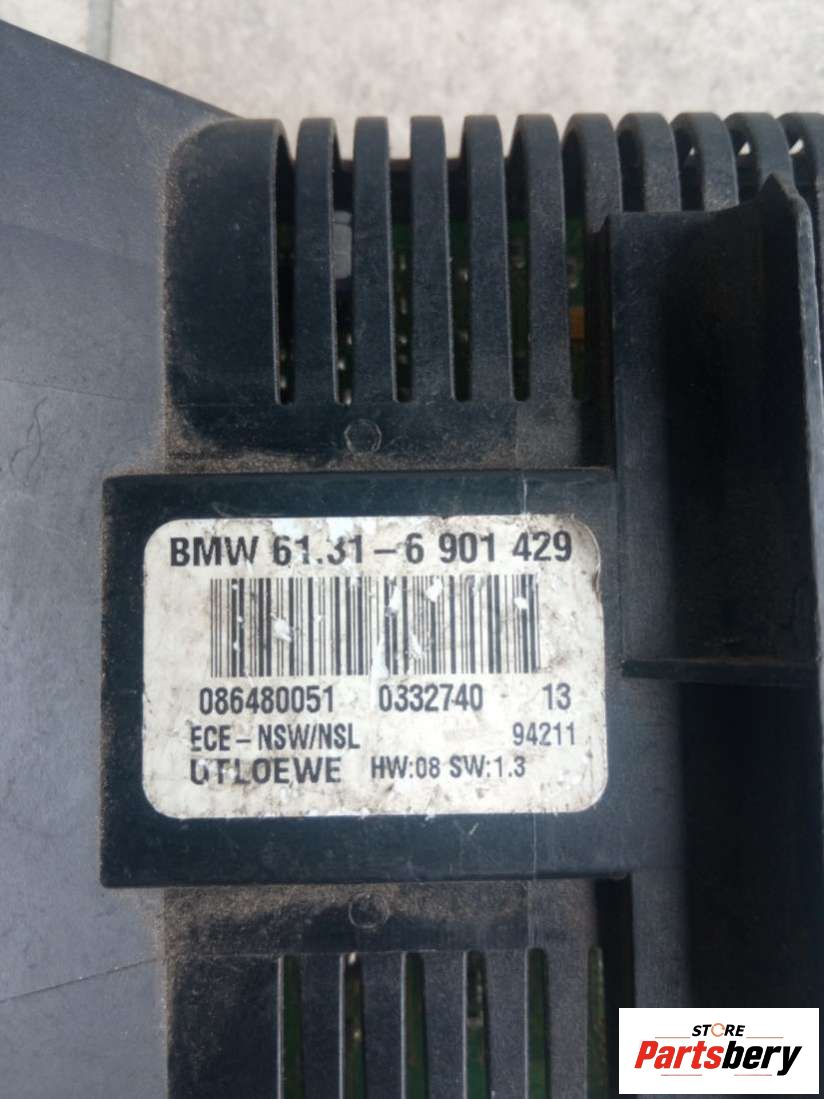 BMW 61.31-6 901 429
086480051 0332740 13
ECE-NSW/NSL 94211
UTLOEWE HW:08 SW:1.3
STORE
Partsbery